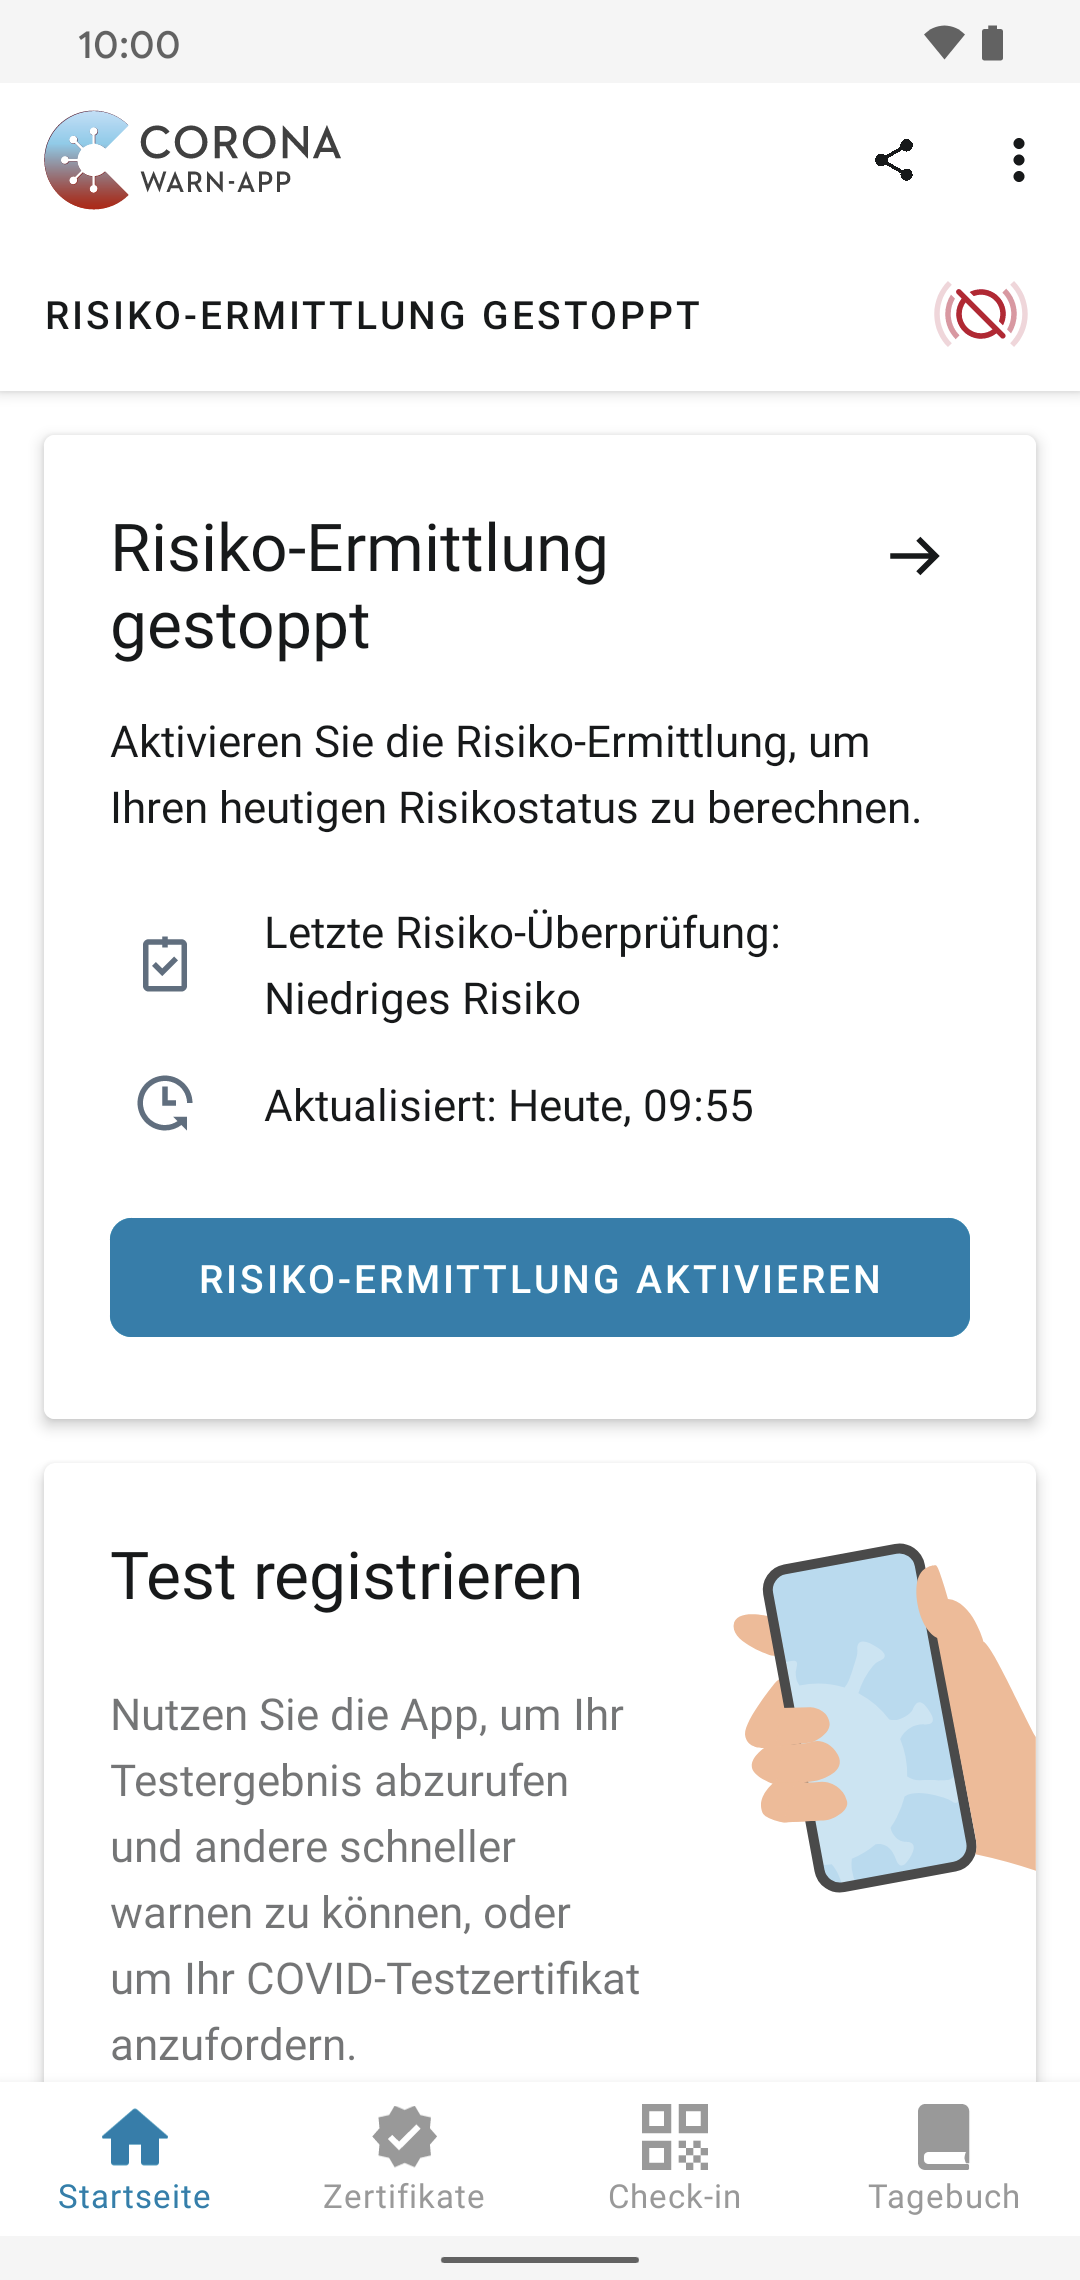 10:00
CORONA
WARN-APP
RISIKO-ERMITTLUNG GESTOPPT
Risiko-Ermittlung
gestoppt
Aktivieren Sie die Risiko-Ermittlung, um
Ihren heutigen Risikostatus zu berechnen.
Letzte Risiko-Überprüfung:
Niedriges Risiko
Aktualisiert: Heute, 09:55
RISIKO-ERMITTLUNG AKTIVIEREN
Test registrieren
Nutzen Sie die App, um Ihr
Testergebnis abzurufen
und andere schneller
warnen zu können, oder
um Ihr COVID-Testzertifikat
anzufordern.
Startseite
Zertifikate
Check-in
Tagebuch